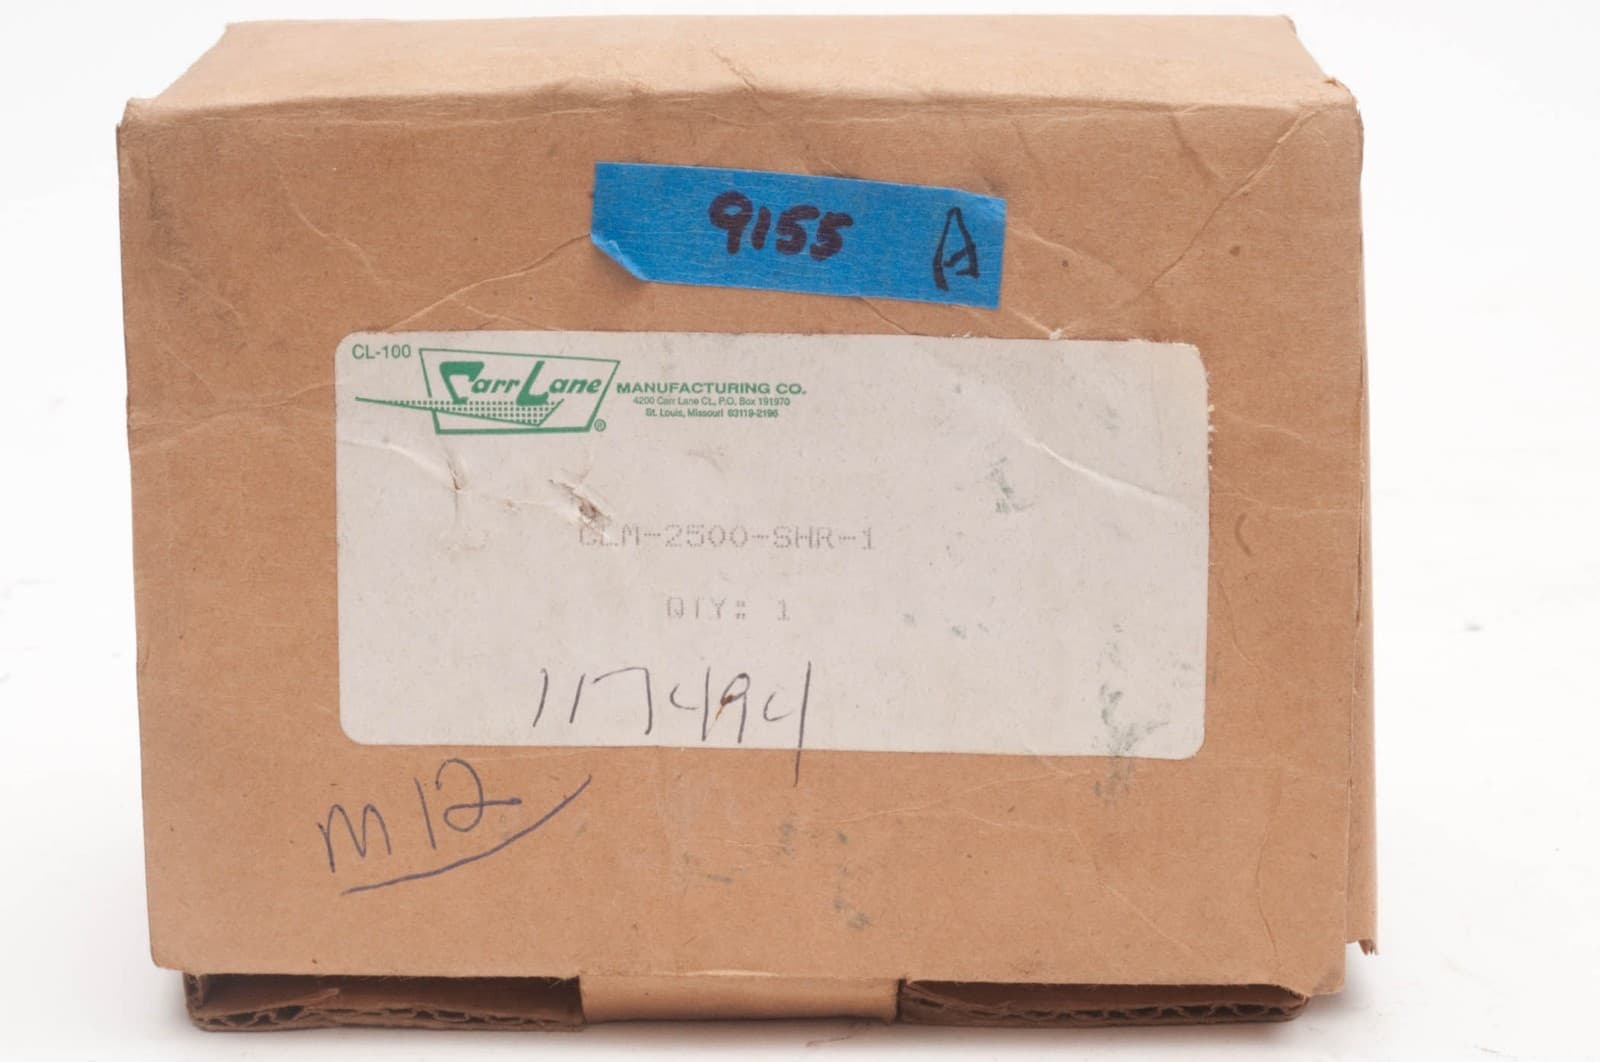 9155 A
CL-100
Carr Lane MANUFACTURING CO.
4200 Carr Lane Ct., P.O. Box 191970
St. Louis, Missouri 63119-2196
CLM-2500-SHR-1
QTY: 1
117494
M12